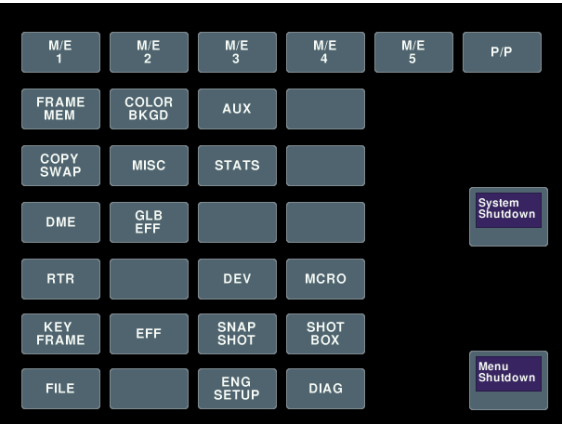 M/E
1
M/E
2
M/E
3
M/E
4
M/E
5
P/P
FRAME
MEM
COLOR
BKGD
AUX
COPY
SWAP
MISC
STATS
DME
GLB
EFF
System
Shutdown
RTR
DEV
MCRO
KEY
FRAME
EFF
SNAP
SHOT
SHOT
BOX
FILE
ENG
SETUP
DIAG
Menu
Shutdown